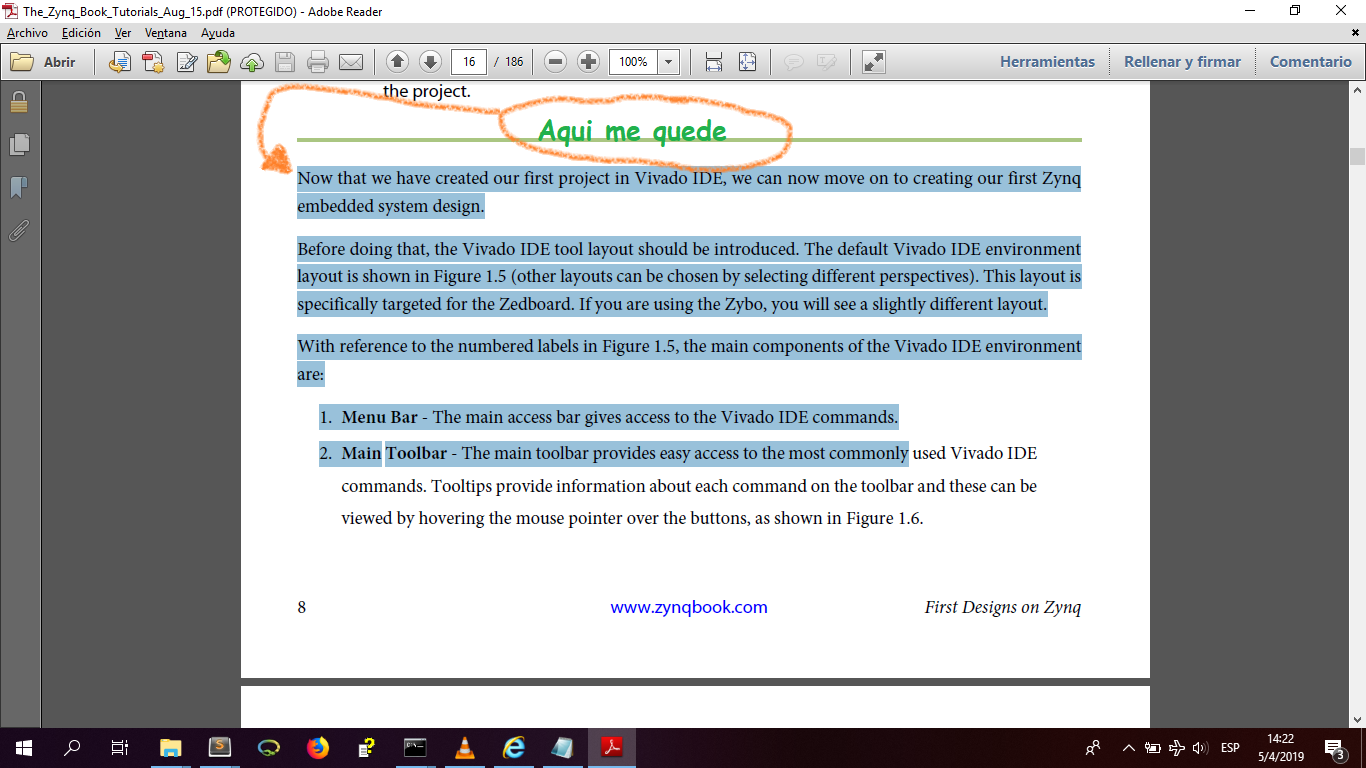 The_Zynq_Book_Tutorials_Aug_15.pdf (PROTEGIDO) - Adobe Reader
Archivo Edición Ver Ventana Ayuda
Abrir 16 / 186 100% Herramientas Rellenar y firmar Comentario
the project.
Aqui me quede
Now that we have created our first project in Vivado IDE, we can now move on to creating our first Zynq
embedded system design.
Before doing that, the Vivado IDE tool layout should be introduced. The default Vivado IDE environment
layout is shown in Figure 1.5 (other layouts can be chosen by selecting different perspectives). This layout is
specifically targeted for the Zedboard. If you are using the Zybo, you will see a slightly different layout.
With reference to the numbered labels in Figure 1.5, the main components of the Vivado IDE environment
are:
1. Menu Bar - The main access bar gives access to the Vivado IDE commands.
2. Main Toolbar - The main toolbar provides easy access to the most commonly used Vivado IDE
commands. Tooltips provide information about each command on the toolbar and these can be
viewed by hovering the mouse pointer over the buttons, as shown in Figure 1.6.
8 www.zynqbook.com First Designs on Zynq
ESP 14:22
5/4/2019 3